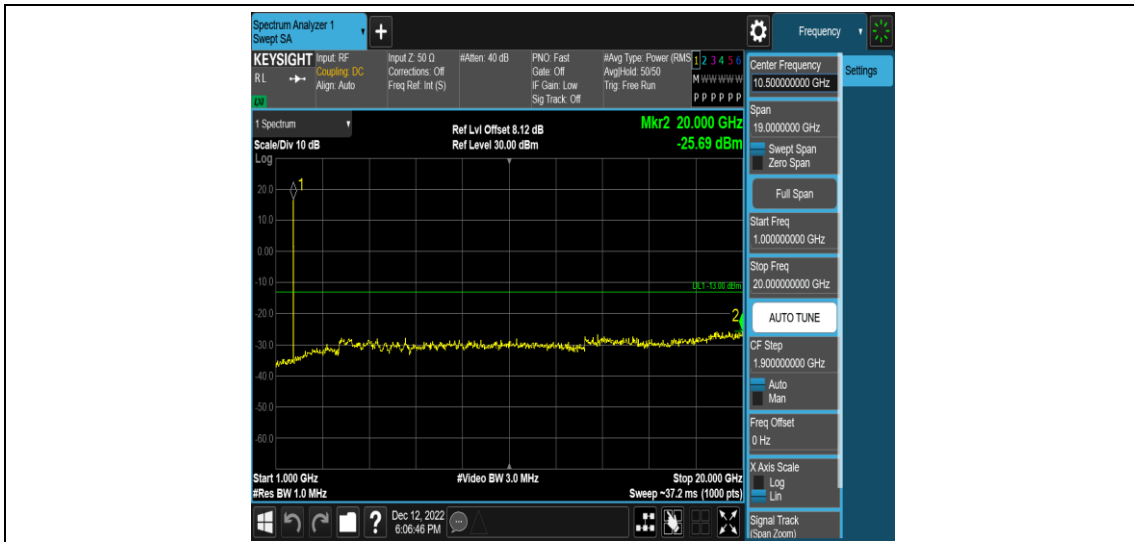 Spectrum Analyzer 1
Swept SA
+
Frequency
KEYSIGHT
RL
LXI
Input: RF
Coupling: DC
Align: Auto
Input Z: 50 Ω
Corrections: Off
Freq Ref: Int (S)
#Atten: 40 dB
PNO: Fast
Gate: Off
IF Gain: Low
Sig Track: Off
#Avg Type: Power (RMS
Avg|Hold: 50/50
Trig: Free Run
1 2 3 4 5 6
M W W W W W
P P P P P P
Center Frequency
10.500000000 GHz
Settings
1 Spectrum
Scale/Div 10 dB
Ref Lvl Offset 8.12 dB
Ref Level 30.00 dBm
Mkr2 20.000 GHz
-25.69 dBm
Log
20.0
10.0
0.00
-10.0
-20.0
-30.0
-40.0
-50.0
-60.0
1
DL1 -13.00 dBm
2
Start 1.000 GHz
#Res BW 1.0 MHz
#Video BW 3.0 MHz
Stop 20.000 GHz
Sweep ~37.2 ms (1000 pts)
Span
19.0000000 GHz
Swept Span
Zero Span
Full Span
Start Freq
1.000000000 GHz
Stop Freq
20.000000000 GHz
AUTO TUNE
CF Step
1.900000000 GHz
Auto
Man
Freq Offset
0 Hz
X Axis Scale
Log
Lin
Signal Track
(Span Zoom)
?
Dec 12, 2022
6:06:46 PM